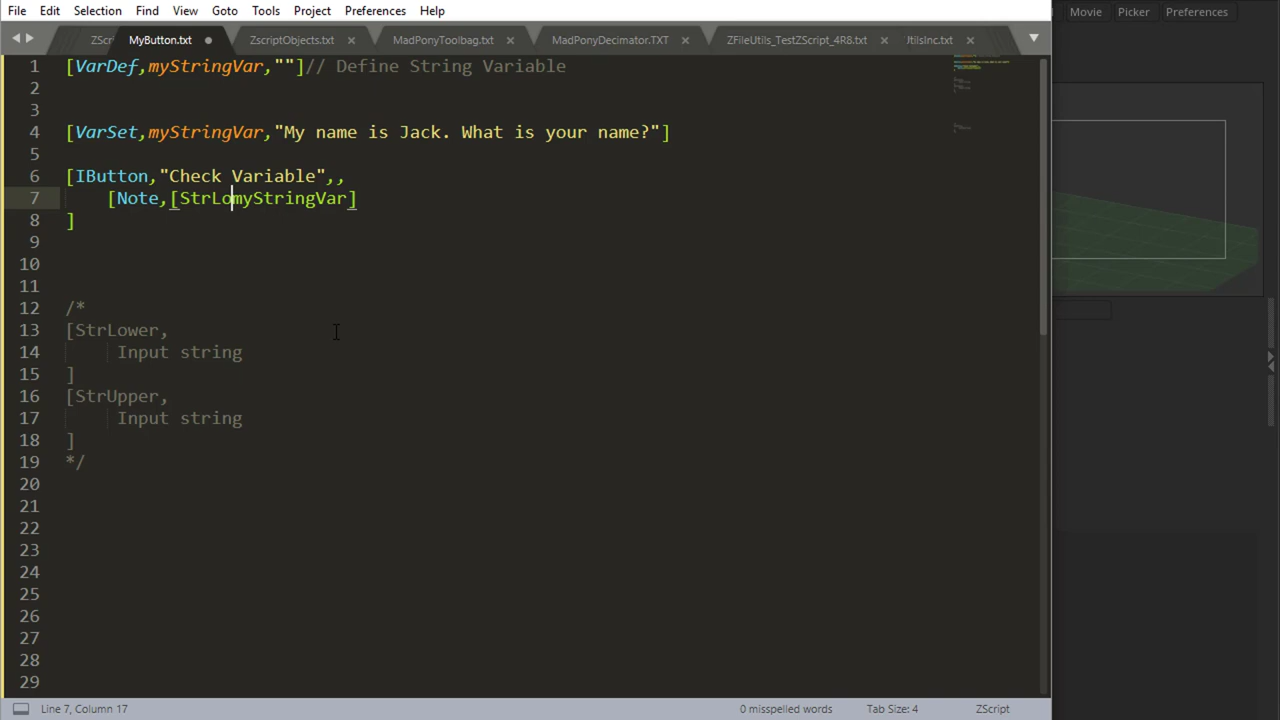 File Edit Selection Find View Goto Tools Project Preferences Help
Movie Picker Preferences
ZScri MyButton.txt ZscriptObjects.txt MadPonyToolbag.txt MadPonyDecimator.TXT ZFileUtils_TestZScript_4R8.txt UtilsInc.txt
1 [VarDef,myStringVar,""]// Define String Variable
2
3
4 [VarSet,myStringVar,"My name is Jack. What is your name?"]
5
6 [IButton,"Check Variable",,
7 [Note,[StrLomyStringVar]
8 ]
9
10
11
12 /*
13 [StrLower,
14 Input string
15 ]
16 [StrUpper,
17 Input string
18 ]
19 */
20
21
22
23
24
25
26
27
28
29
Line 7, Column 17 0 misspelled words Tab Size: 4 ZScript